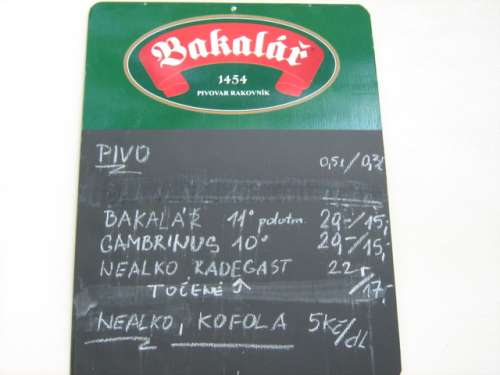 Bakalář
1454
PIVOVAR RAKOVNÍK
PIVO 0,5l/0,3l
BAKALÁŘ 11° polotm. 29,-/15,-
GAMBRINUS 10° 29,-/15,-
NEALKO RADEGAST 22,-
TOČENÉ ↑ /17,-
NEALKO, KOFOLA 5Kč/dL